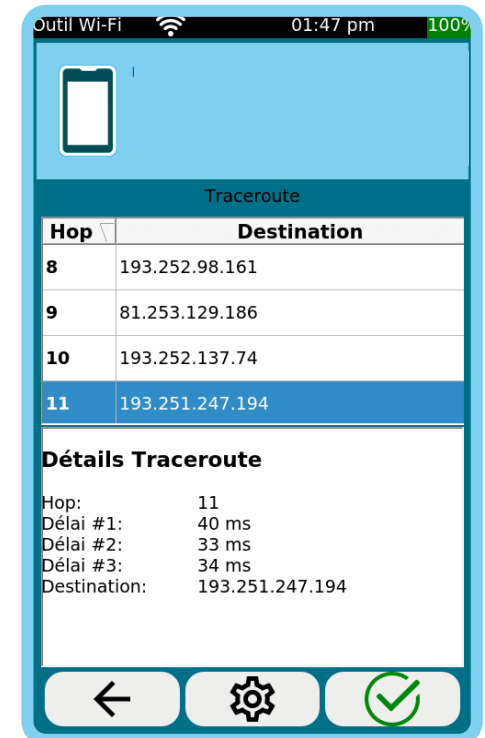 Outil Wi-Fi 01:47 pm 100%
Traceroute
Hop Destination
8 193.252.98.161
9 81.253.129.186
10 193.252.137.74
11 193.251.247.194
Détails Traceroute
Hop: 11
Délai #1: 40 ms
Délai #2: 33 ms
Délai #3: 34 ms
Destination: 193.251.247.194